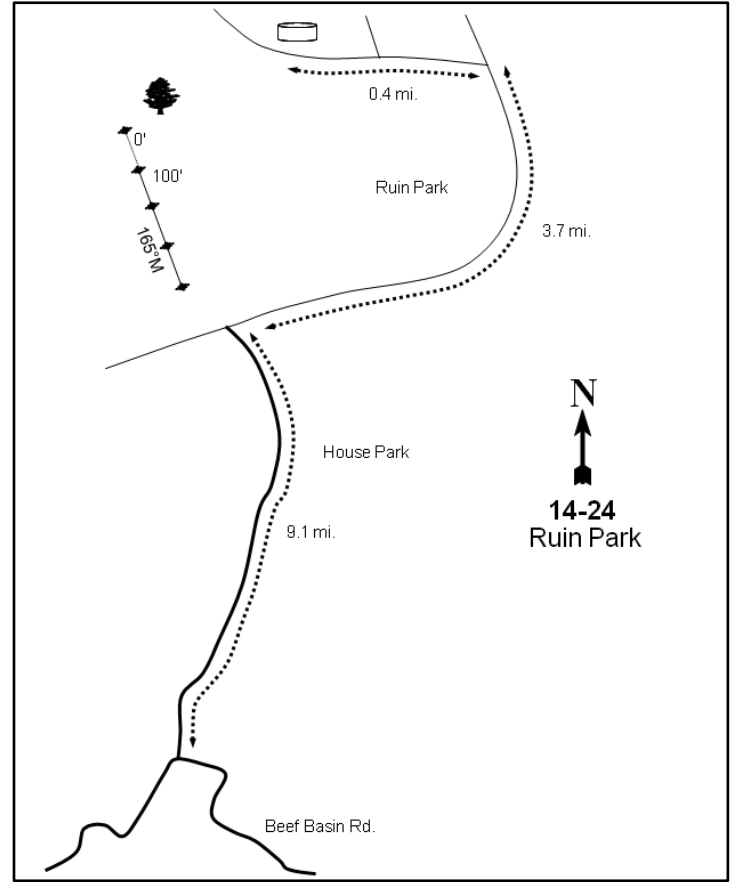 0.4 mi.
0'
100'
165°M
Ruin Park
3.7 mi.
House Park
N
14-24
Ruin Park
9.1 mi.
Beef Basin Rd.